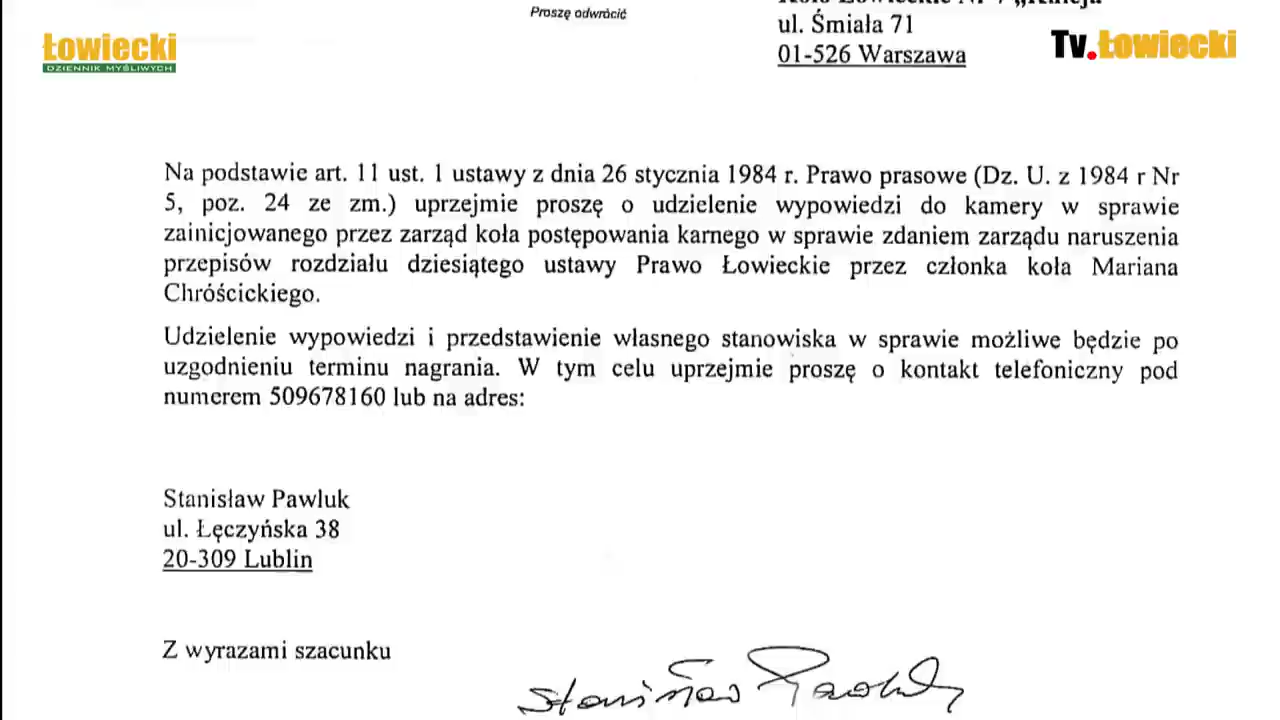 Proszę odwrócić
ul. Śmiała 71
01-526 Warszawa
Łowiecki
DZIENNIK MYŚLIWYCH
Tv.Łowiecki
Na podstawie art. 11 ust. 1 ustawy z dnia 26 stycznia 1984 r. Prawo prasowe (Dz. U. z 1984 r Nr
5, poz. 24 ze zm.) uprzejmie proszę o udzielenie wypowiedzi do kamery w sprawie
zainicjowanego przez zarząd koła postępowania karnego w sprawie zdaniem zarządu naruszenia
przepisów rozdziału dziesiątego ustawy Prawo Łowieckie przez członka koła Mariana
Chróścickiego.
Udzielenie wypowiedzi i przedstawienie własnego stanowiska w sprawie możliwe będzie po
uzgodnieniu terminu nagrania. W tym celu uprzejmie proszę o kontakt telefoniczny pod
numerem 509678160 lub na adres:
Stanisław Pawluk
ul. Łęczyńska 38
20-309 Lublin
Z wyrazami szacunku
Stanisław Pawluk